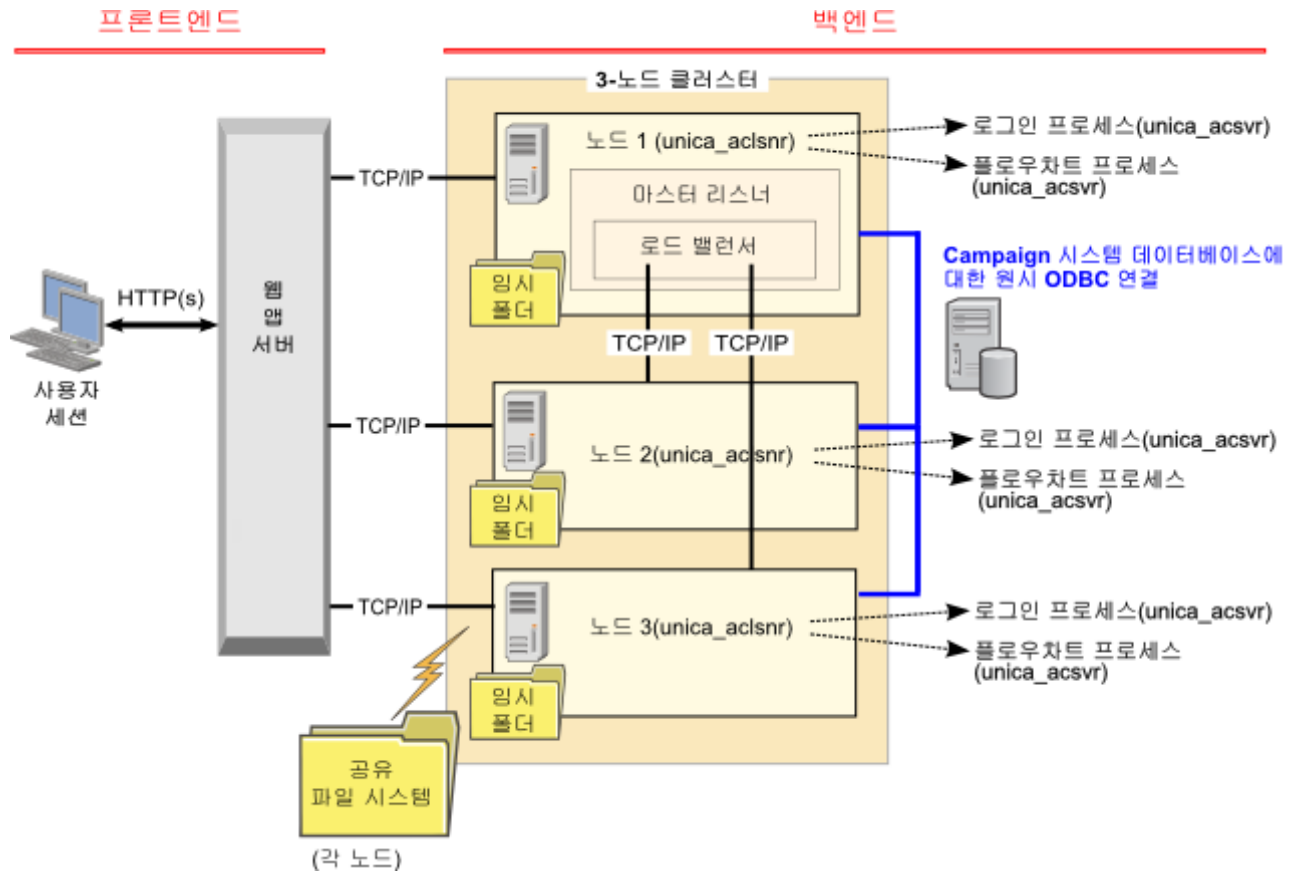 프론트엔드
백엔드
3-노드 클러스터
노드 1 (unica_aclsnr)
로그인 프로세스(unica_acsvr)
플로우차트 프로세스
(unica_acsvr)
TCP/IP
마스터 리스너
로드 밸런서
임시
폴더
Campaign 시스템 데이터베이스에
대한 원시 ODBC 연결
HTTP(s)
웹
앱
서버
사용자
세션
TCP/IP
TCP/IP
TCP/IP
노드 2(unica_aclsnr)
로그인 프로세스(unica_acsvr)
플로우차트 프로세스
(unica_acsvr)
임시
폴더
TCP/IP
노드 3(unica_aclsnr)
로그인 프로세스(unica_acsvr)
플로우차트 프로세스
(unica_acsvr)
임시
폴더
공유
파일 시스템
(각 노드)